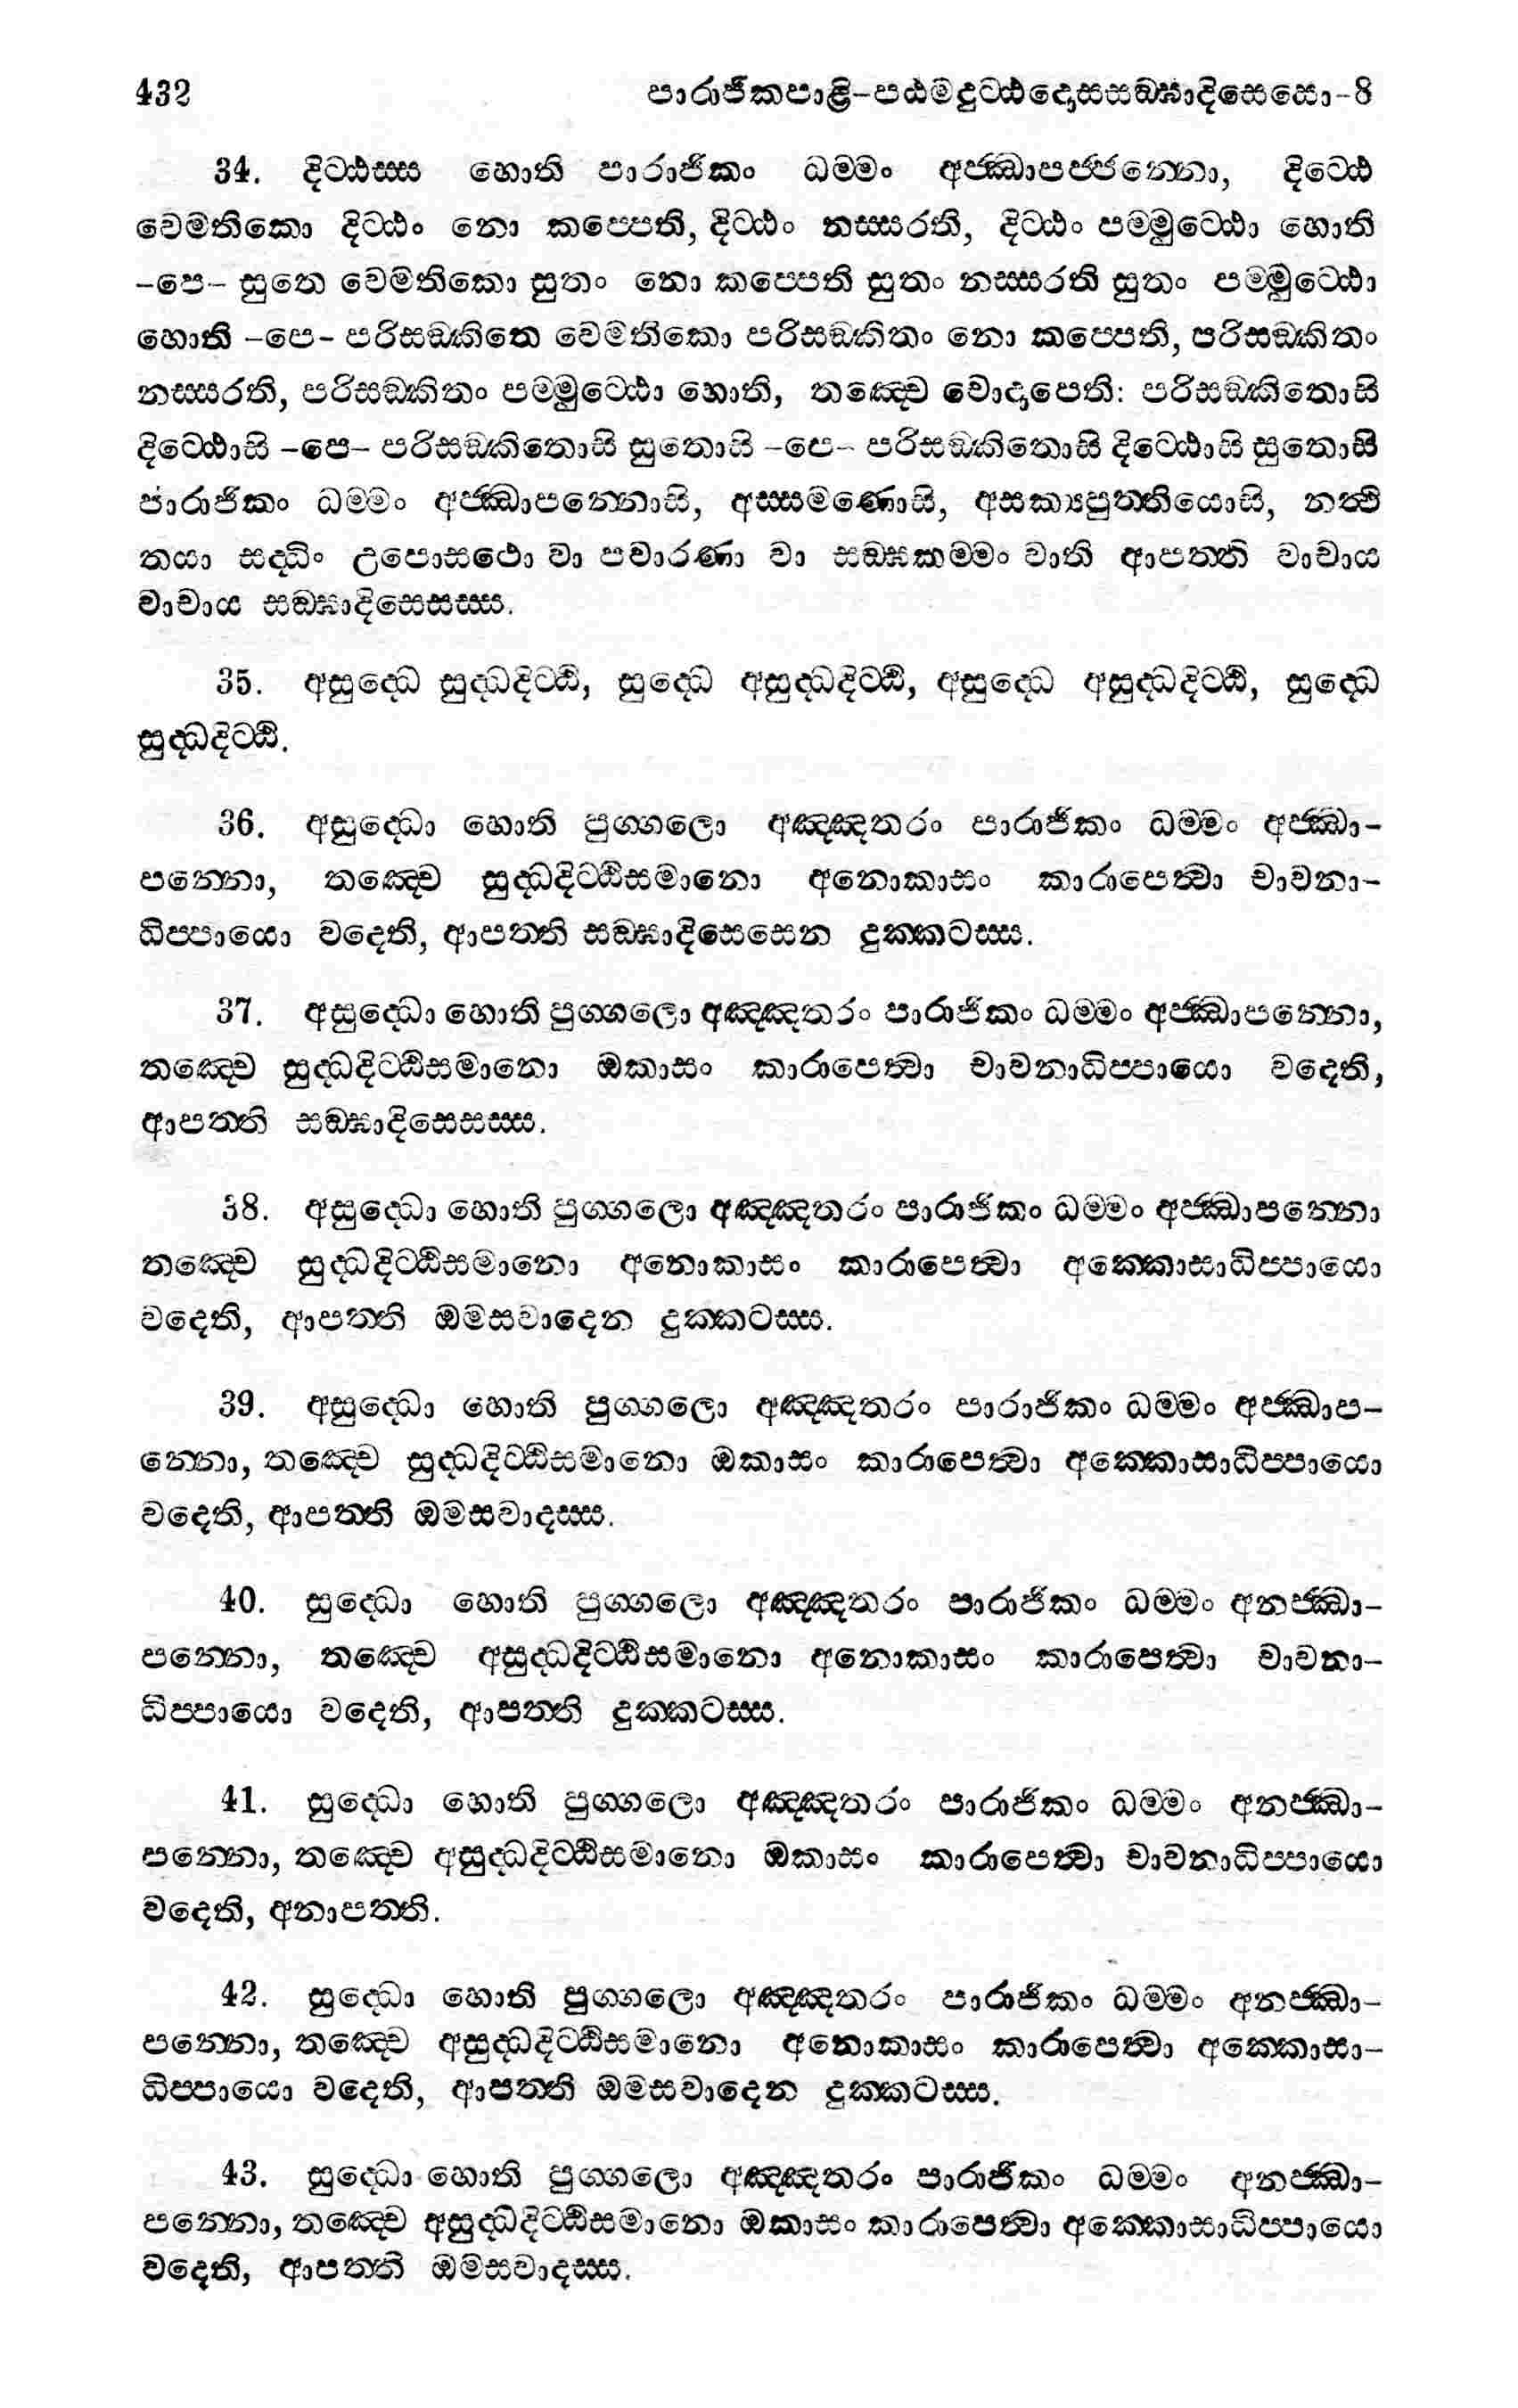 432 පාරාජිකපාළි-පඨමදුට්ඨදොසසඞ්ඝාදිසෙසො-8
34. දිට්ඨස්ස හොති පාරාජිකං ධම්මං අජ්ඣාපජ්ජන්තො, දිට්ඨෙ
වෙමතිකො දිට්ඨං නො කප්පෙති, දිට්ඨං නස්සරති, දිට්ඨං පම්මුට්ඨො හොති
-පෙ- සුතෙ වෙමතිකො සුතං නො කප්පෙති සුතං නස්සරති සුතං පම්මුට්ඨො
හොති -පෙ- පරිසඞ්කිතෙ වෙමතිකො පරිසඞ්කිතං නො කප්පෙති, පරිසඞ්කිතං
නස්සරති, පරිසඞ්කිතං පම්මුට්ඨො හොති, තඤ්චෙ චොදාපෙති: පරිසඞ්කිතොසි
දිට්ඨොසි -පෙ- පරිසඞ්කිතොසි සුතොසි -පෙ- පරිසඞ්කිතොසි දිට්ඨොසි සුතොසි
පාරාජිකං ධම්මං අජ්ඣාපන්නොසි, අස්සමණොසි, අසක්‍යපුත්තියොසි, නත්ථි
තයා සද්ධිං උපොසථො වා පවාරණා වා සඞ්ඝකම්මං වාති ආපත්ති වාචාය
වාචාය සඞ්ඝාදිසෙසස්ස.
35. අසුද්ධෙ සුද්ධදිට්ඨි, සුද්ධෙ අසුද්ධදිට්ඨි, අසුද්ධෙ අසුද්ධදිට්ඨි, සුද්ධෙ
සුද්ධදිට්ඨි.
36. අසුද්ධො හොති පුග්ගලො අඤ්ඤතරං පාරාජිකං ධම්මං අජ්ඣා-
පන්නො, තඤ්චෙ සුද්ධදිට්ඨිසමානො අනොකාසං කාරාපෙත්‍වා චාවනා-
ධිප්පායො වදෙති, ආපත්ති සඞ්ඝාදිසෙසෙන දුක්කටස්ස.
37. අසුද්ධො හොති පුග්ගලො අඤ්ඤතරං පාරාජිකං ධම්මං අජ්ඣාපන්නො,
තඤ්චෙ සුද්ධදිට්ඨිසමානො ඔකාසං කාරාපෙත්‍වා චාවනාධිප්පායො වදෙති,
ආපත්ති සඞ්ඝාදිසෙසස්ස.
38. අසුද්ධො හොති පුග්ගලො අඤ්ඤතරං පාරාජිකං ධම්මං අජ්ඣාපන්නො
තඤ්චෙ සුද්ධදිට්ඨිසමානො අනොකාසං කාරාපෙත්‍වා අක්කොසාධිප්පායො
වදෙති, ආපත්ති ඔමසවාදෙන දුක්කටස්ස.
39. අසුද්ධො හොති පුග්ගලො අඤ්ඤතරං පාරාජිකං ධම්මං අජ්ඣාප-
න්නො, තඤ්චෙ සුද්ධදිට්ඨිසමානො ඔකාසං කාරාපෙත්‍වා අක්කොසාධිප්පායො
වදෙති, ආපත්ති ඔමසවාදස්ස.
40. සුද්ධො හොති පුග්ගලො අඤ්ඤතරං පාරාජිකං ධම්මං අනජ්ඣා-
පන්නො, තඤ්චෙ අසුද්ධදිට්ඨිසමානො අනොකාසං කාරාපෙත්‍වා චාවනා-
ධිප්පායො වදෙති, ආපත්ති දුක්කටස්ස.
41. සුද්ධො හොති පුග්ගලො අඤ්ඤතරං පාරාජිකං ධම්මං අනජ්ඣා-
පන්නො, තඤ්චෙ අසුද්ධදිට්ඨිසමානො ඔකාසං කාරාපෙත්‍වා චාවනාධිප්පායො
වදෙති, අනාපත්ති.
42. සුද්ධො හොති පුග්ගලො අඤ්ඤතරං පාරාජිකං ධම්මං අනජ්ඣා-
පන්නො, තඤ්චෙ අසුද්ධදිට්ඨිසමානො අනොකාසං කාරාපෙත්‍වා අක්කොසා-
ධිප්පායො වදෙති, ආපත්ති ඔමසවාදෙන දුක්කටස්ස.
43. සුද්ධො හොති පුග්ගලො අඤ්ඤතරං පාරාජිකං ධම්මං අනජ්ඣා-
පන්නො, තඤ්චෙ අසුද්ධිදිට්ඨිසමානො ඔකාසං කාරාපෙත්‍වා අක්කොසාධිප්පායො
වදෙති, ආපත්ති ඔමසවාදස්ස.